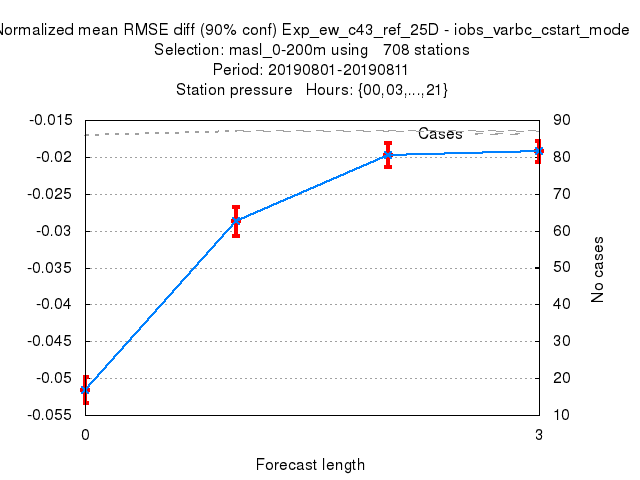 Normalized mean RMSE diff (90% conf) Exp_ew_c43_ref_25D - iobs_varbc_cstart_mode
Selection: masl_0-200m using 708 stations
Period: 20190801-20190811
Station pressure Hours: {00,03,...,21}
-0.015
-0.02
-0.025
-0.03
-0.035
-0.04
-0.045
-0.05
-0.055
Cases
90
80
70
60
50
40
30
20
10
No cases
0
3
Forecast length